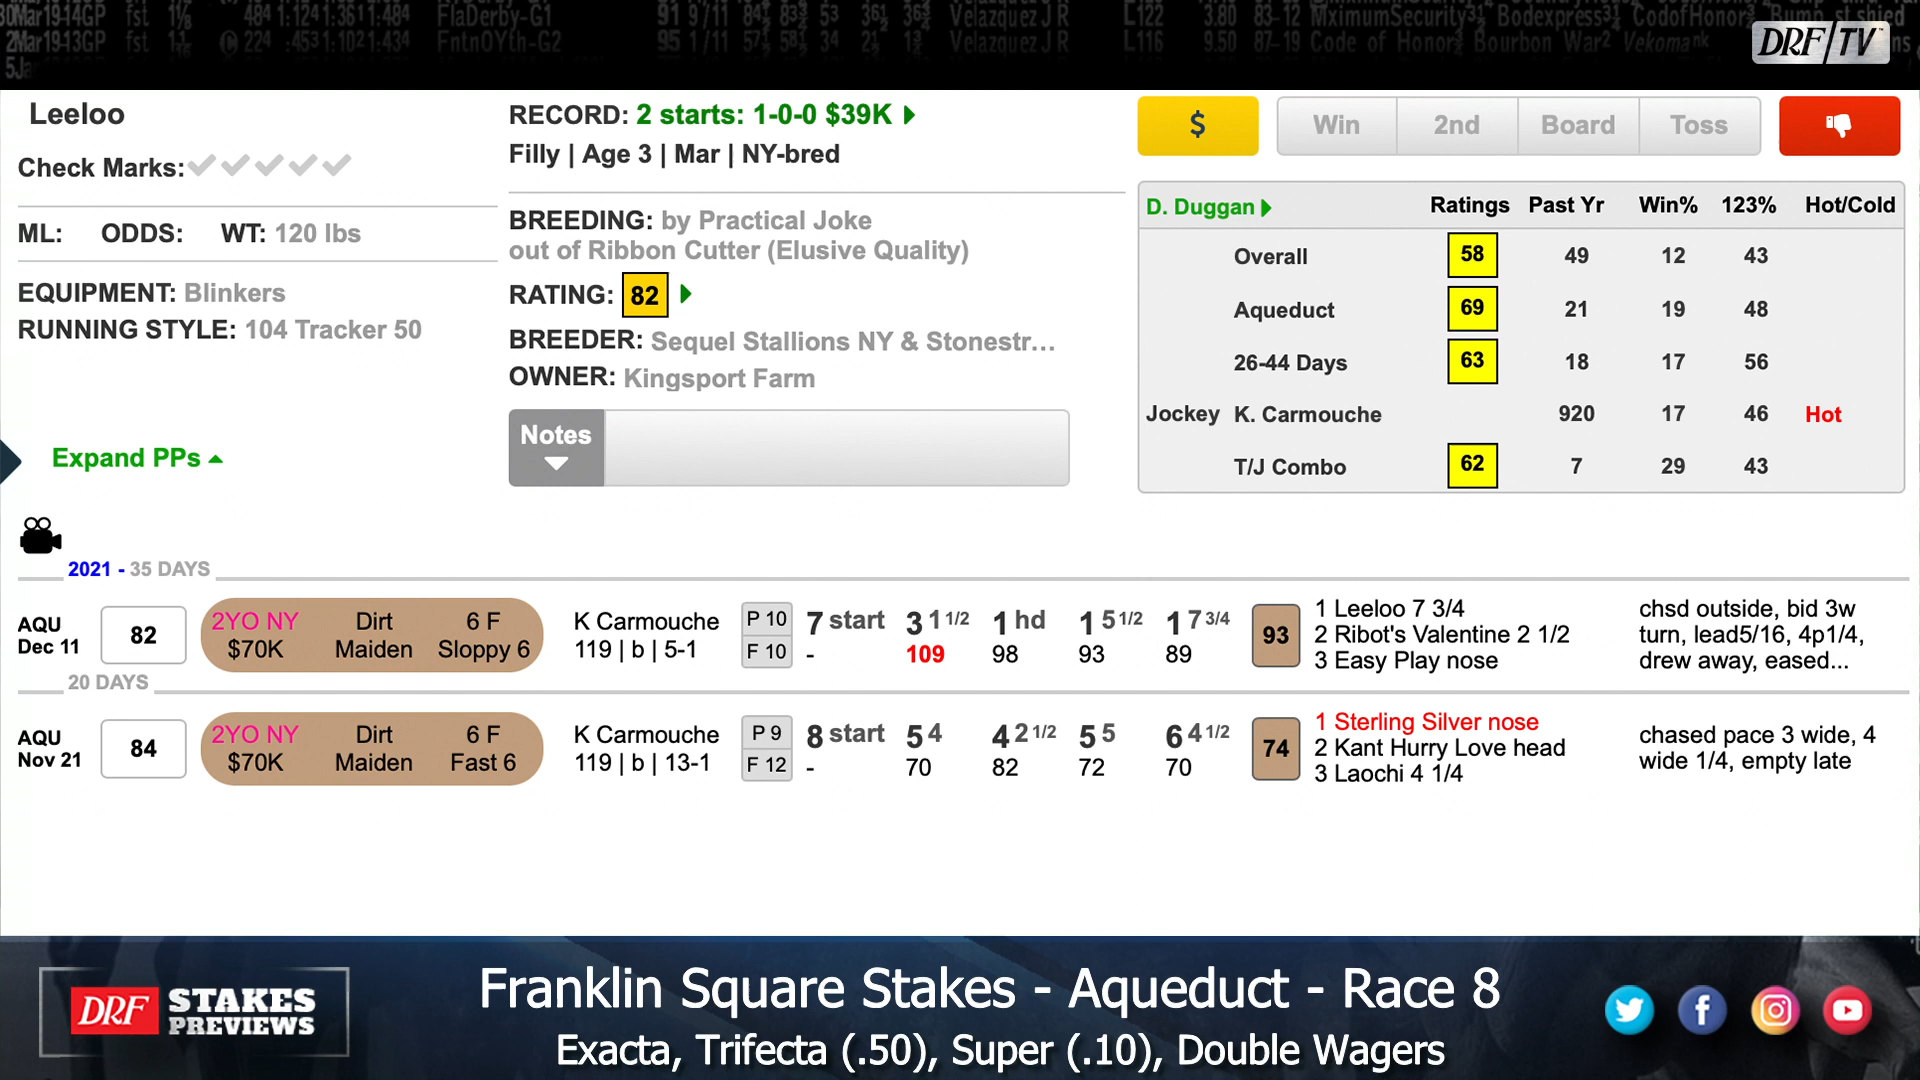 DRF TV
Leeloo
Check Marks:
ML: ODDS: WT: 120 lbs
EQUIPMENT: Blinkers
RUNNING STYLE: 104 Tracker 50
Expand PPs
RECORD: 2 starts: 1-0-0 $39K
Filly | Age 3 | Mar | NY-bred
BREEDING: by Practical Joke
out of Ribbon Cutter (Elusive Quality)
RATING: 82
BREEDER: Sequel Stallions NY & Stonestr...
OWNER: Kingsport Farm
Notes
$ Win 2nd Board Toss
D. Duggan Ratings Past Yr Win% 123% Hot/Cold
Overall 58 49 12 43
Aqueduct 69 21 19 48
26-44 Days 63 18 17 56
Jockey K. Carmouche 920 17 46 Hot
T/J Combo 62 7 29 43
2021 - 35 DAYS
AQU
Dec 11
82
2YO NY Dirt 6 F
$70K Maiden Sloppy 6
K Carmouche
119 | b | 5-1
P 10
F 10
7 start 3 1 1/2 1 hd 1 5 1/2 1 7 3/4
- 109 98 93 89
93
1 Leeloo 7 3/4
2 Ribot's Valentine 2 1/2
3 Easy Play nose
chsd outside, bid 3w
turn, lead5/16, 4p1/4,
drew away, eased...
20 DAYS
AQU
Nov 21
84
2YO NY Dirt 6 F
$70K Maiden Fast 6
K Carmouche
119 | b | 13-1
P 9
F 12
8 start 5 4 4 2 1/2 5 5 6 4 1/2
- 70 82 72 70
74
1 Sterling Silver nose
2 Kant Hurry Love head
3 Laochi 4 1/4
chased pace 3 wide, 4
wide 1/4, empty late
DRF STAKES
PREVIEWS
Franklin Square Stakes - Aqueduct - Race 8
Exacta, Trifecta (.50), Super (.10), Double Wagers